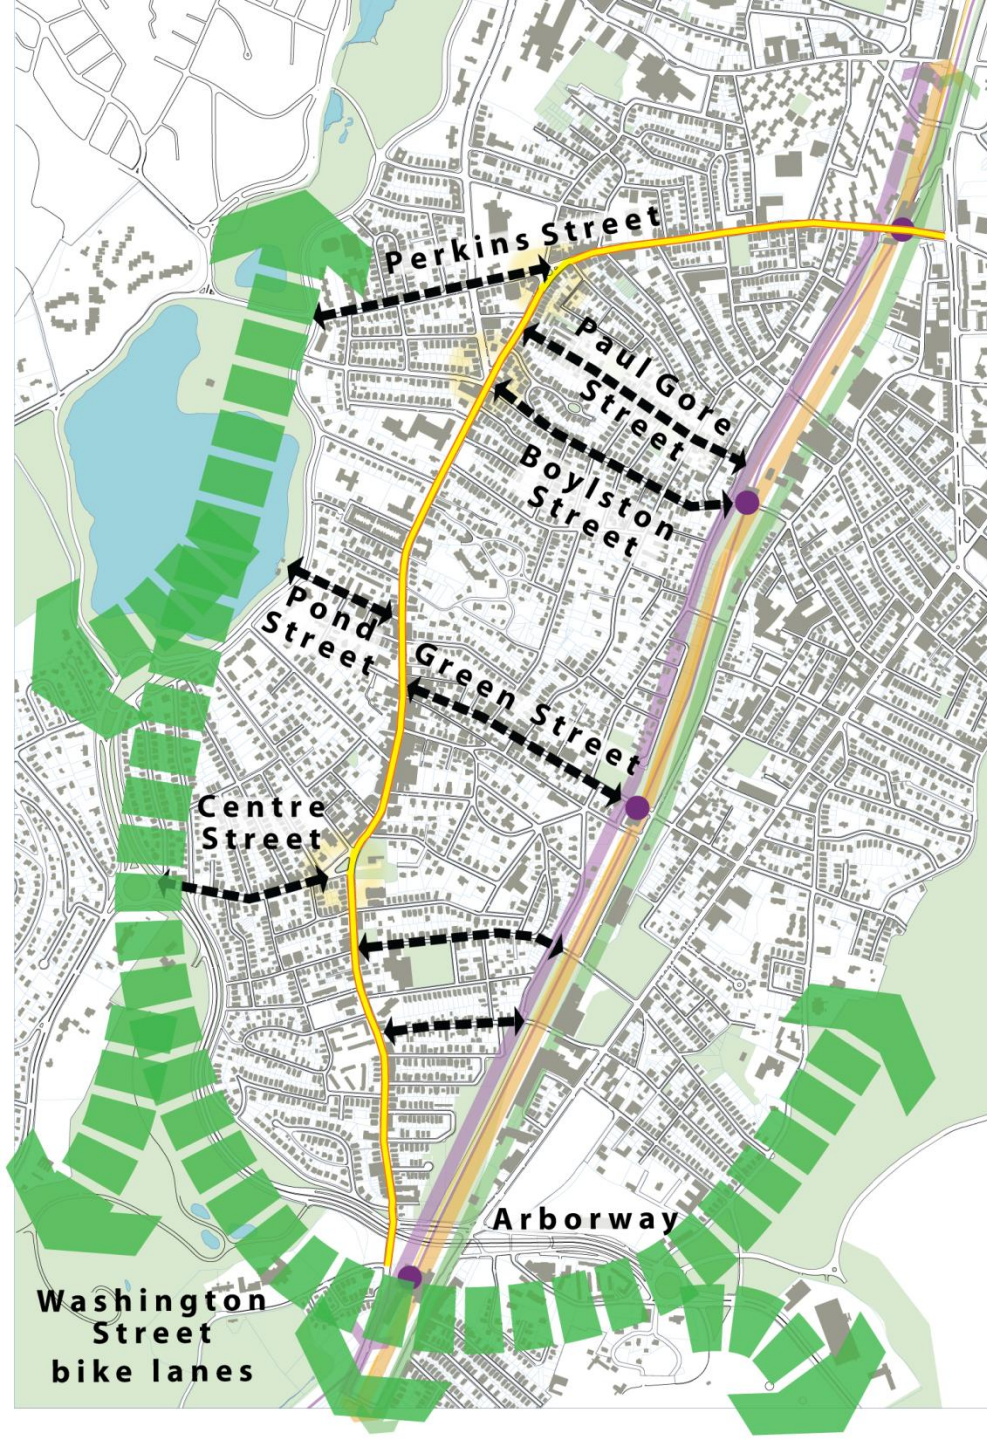 Perkins Street
Paul Gore
Street
Boylston
Street
Pond
Street
Green Street
Centre
Street
Arborway
Washington
Street
bike lanes